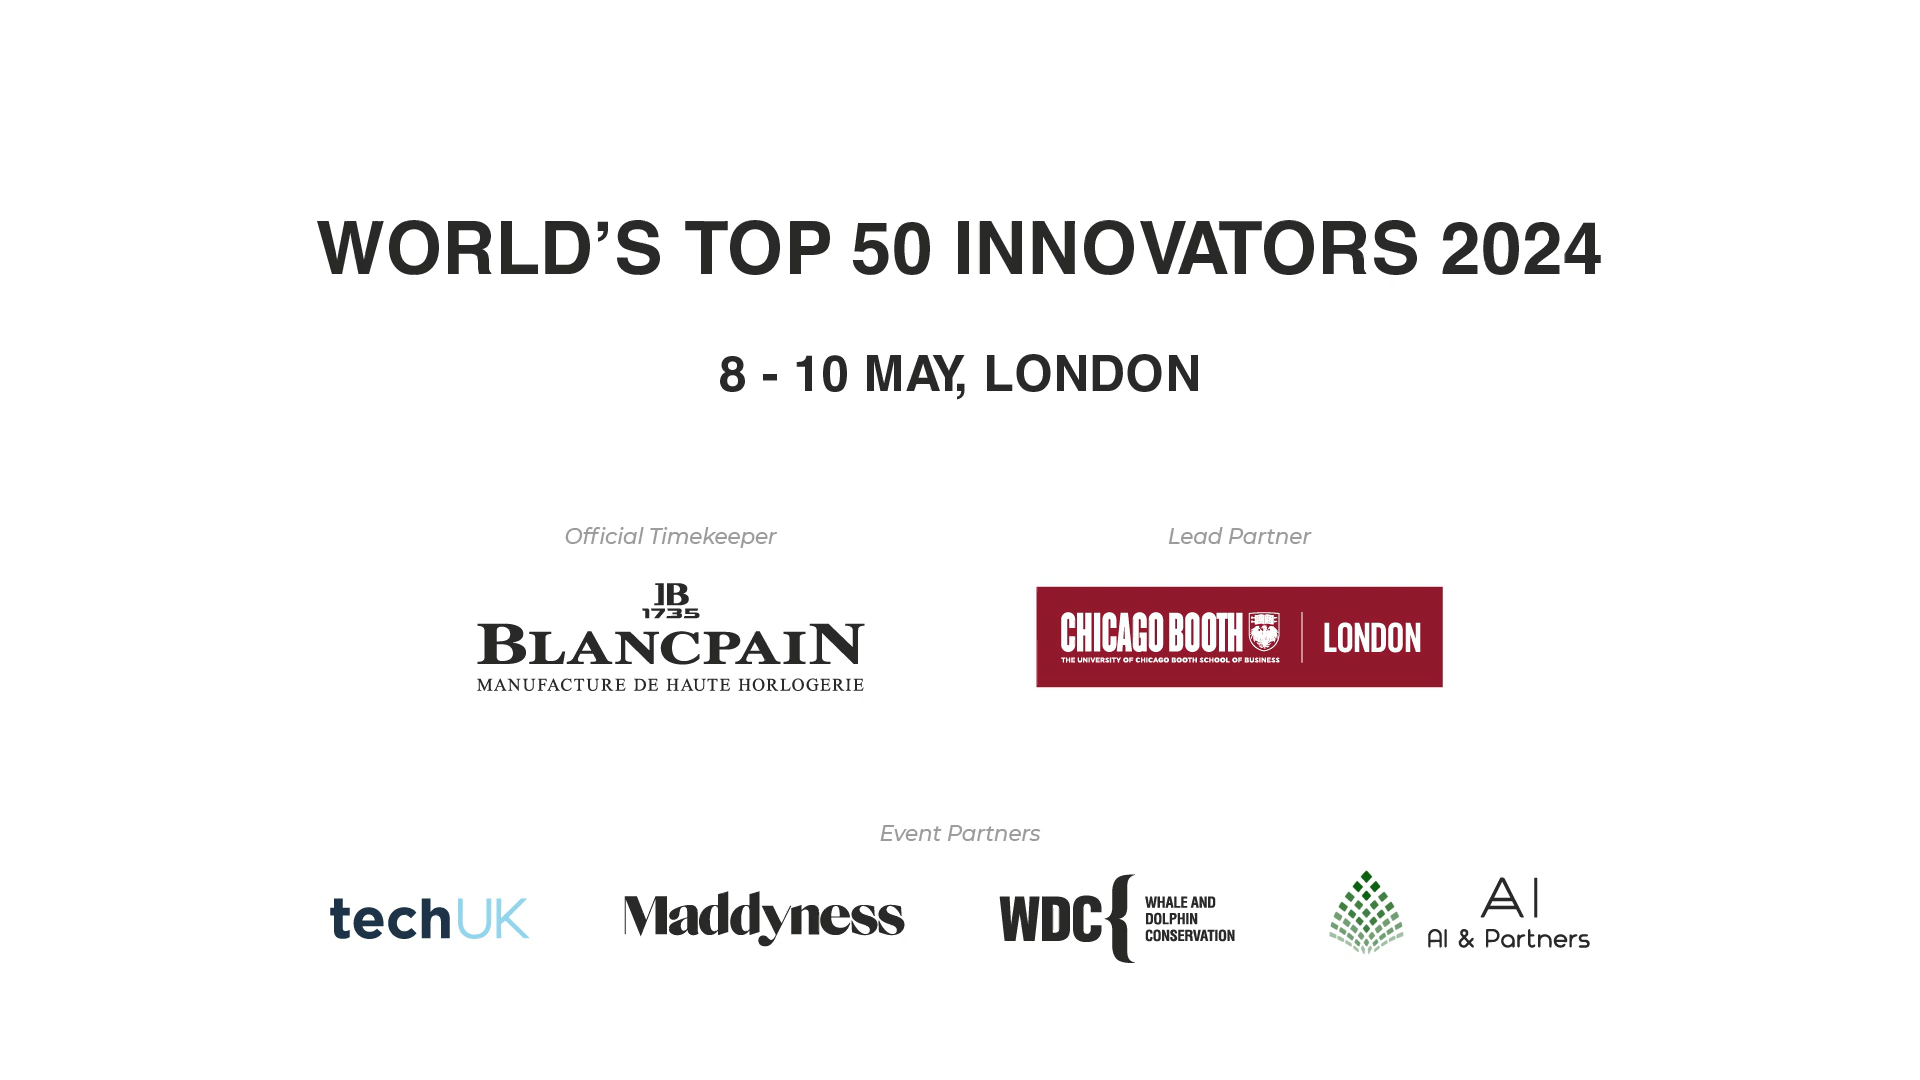 WORLD’S TOP 50 INNOVATORS 2024
8 - 10 MAY, LONDON
Official Timekeeper
Lead Partner
JB
1735
BLANCPAIN
MANUFACTURE DE HAUTE HORLOGERIE
CHICAGO BOOTH
THE UNIVERSITY OF CHICAGO BOOTH SCHOOL OF BUSINESS
LONDON
Event Partners
techUK
Maddyness
WDC
WHALE AND
DOLPHIN
CONSERVATION
AI
AI & Partners